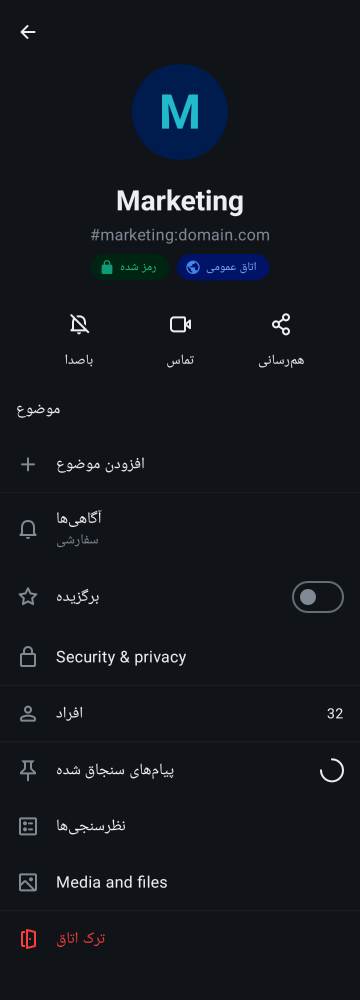 M
Marketing
#marketing:domain.com
رمز شده
اتاق عمومی
باصدا
تماس
هم‌رسانی
موضوع
افزودن موضوع
آگاهی‌ها
سفارشی
برگزیده
Security & privacy
افراد
32
پیام‌های سنجاق شده
نظرسنجی‌ها
Media and files
ترک اتاق